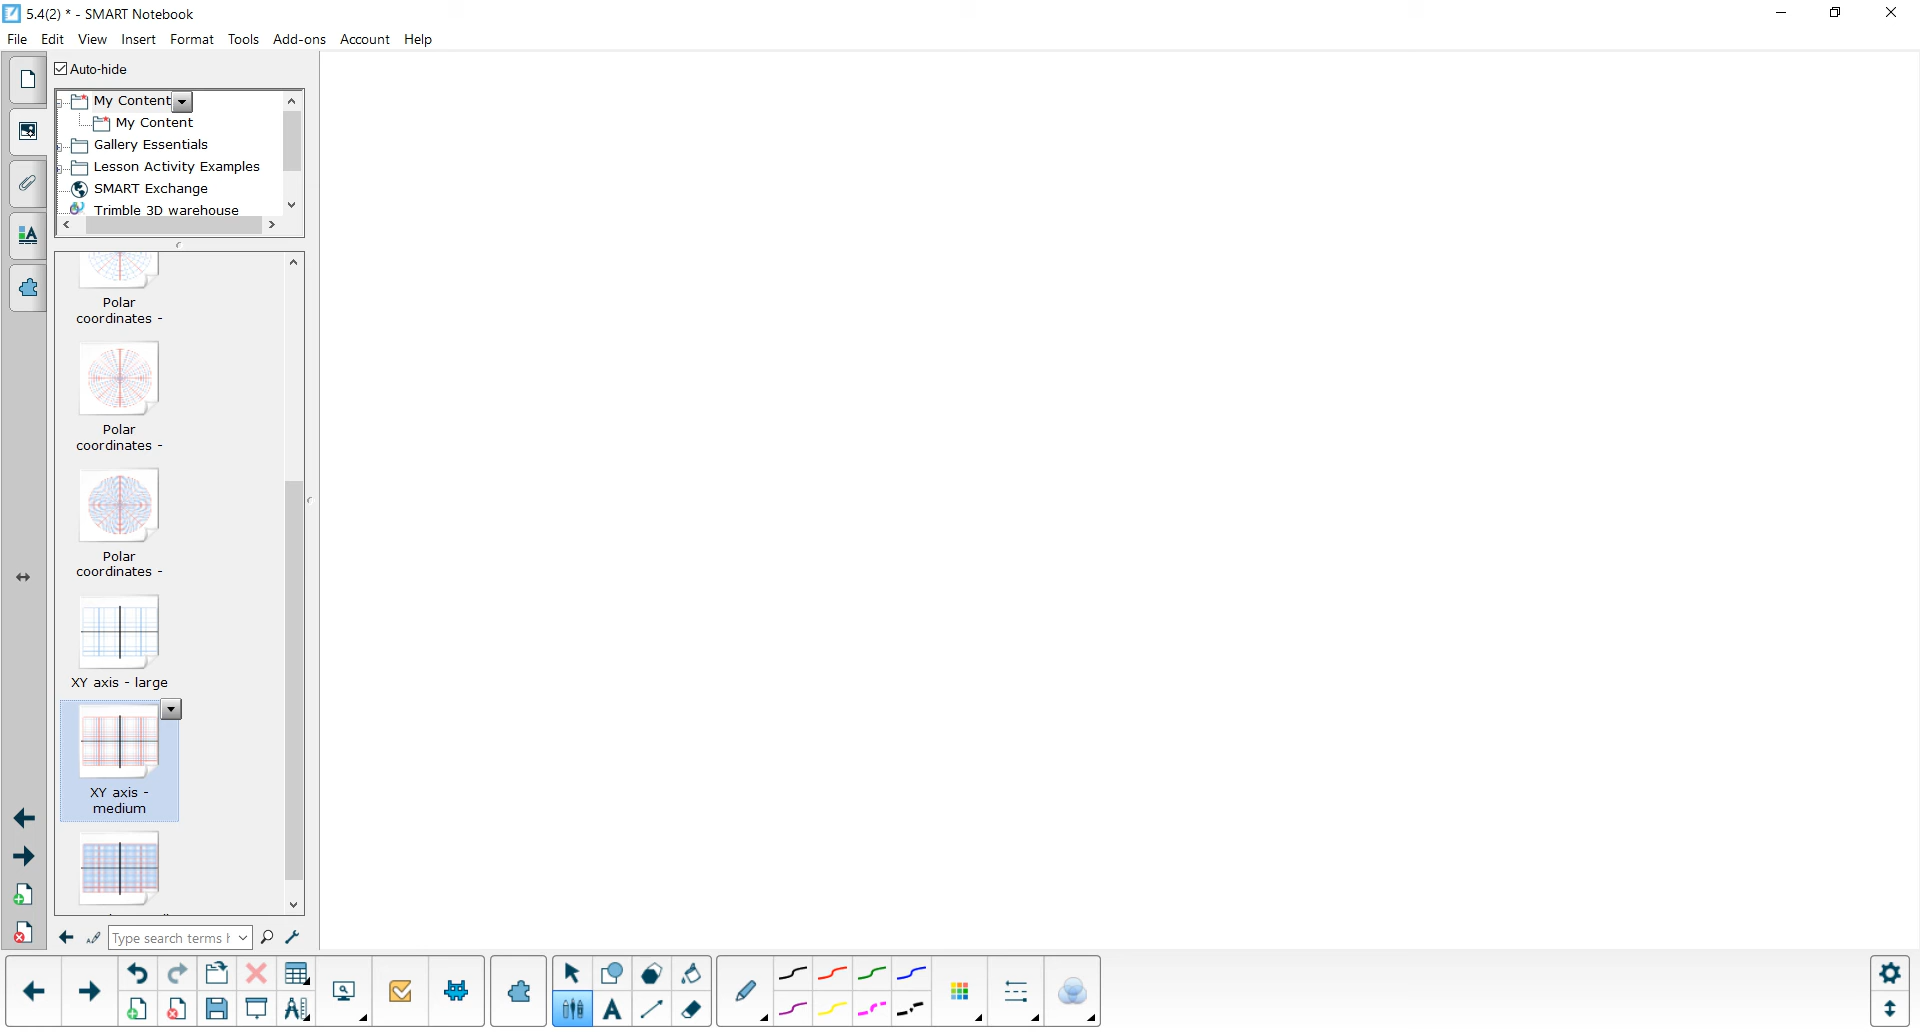 5.4(2) * - SMART Notebook
File Edit View Insert Format Tools Add-ons Account Help
Auto-hide
My Content
My Content
Gallery Essentials
Lesson Activity Examples
SMART Exchange
Trimble 3D warehouse
Polar
coordinates -
Polar
coordinates -
Polar
coordinates -
XY axis - large
XY axis -
medium
Type search terms